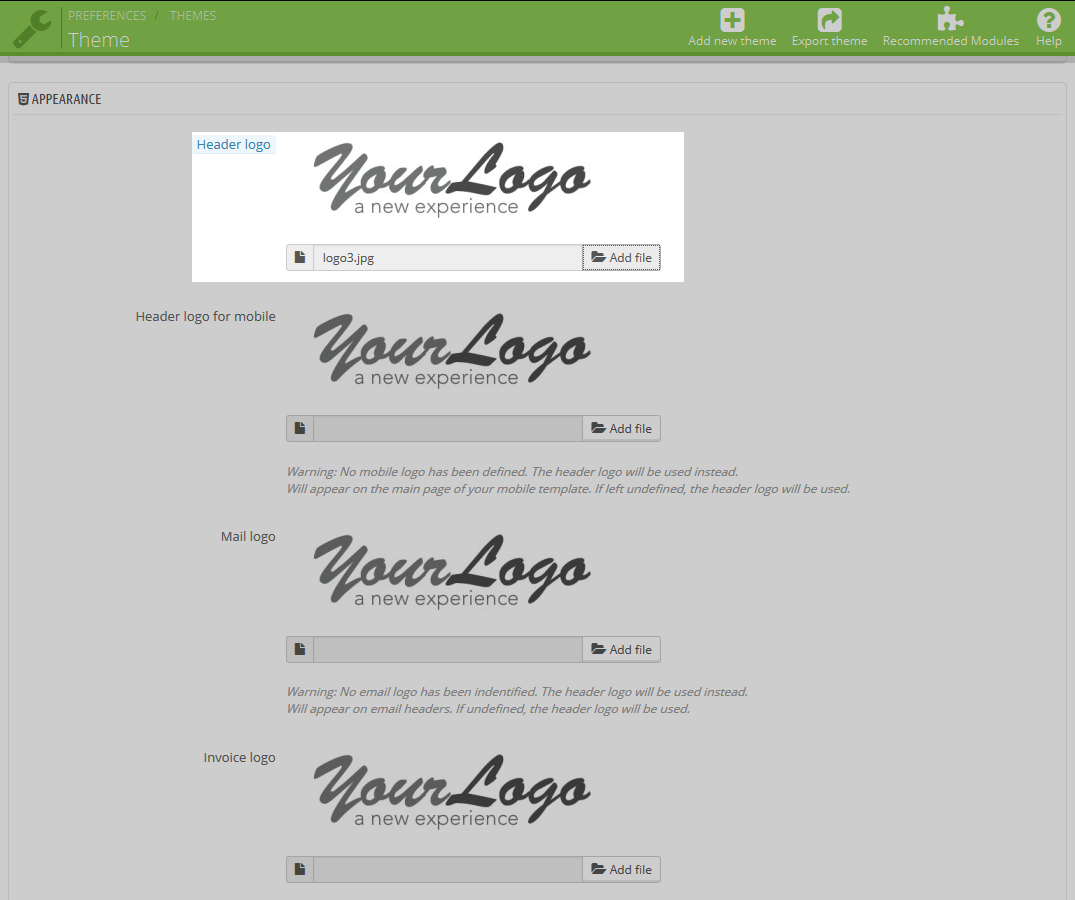 PREFERENCES / THEMES
Theme
Add new theme
Export theme
Recommended Modules
Help
APPEARANCE
Header logo
YourLogo
a new experience
logo3.jpg
Add file
Header logo for mobile
YourLogo
a new experience
Add file
Warning: No mobile logo has been defined. The header logo will be used instead.
Will appear on the main page of your mobile template. If left undefined, the header logo will be used.
Mail logo
YourLogo
a new experience
Add file
Warning: No email logo has been indentified. The header logo will be used instead.
Will appear on email headers. If undefined, the header logo will be used.
Invoice logo
YourLogo
a new experience
Add file